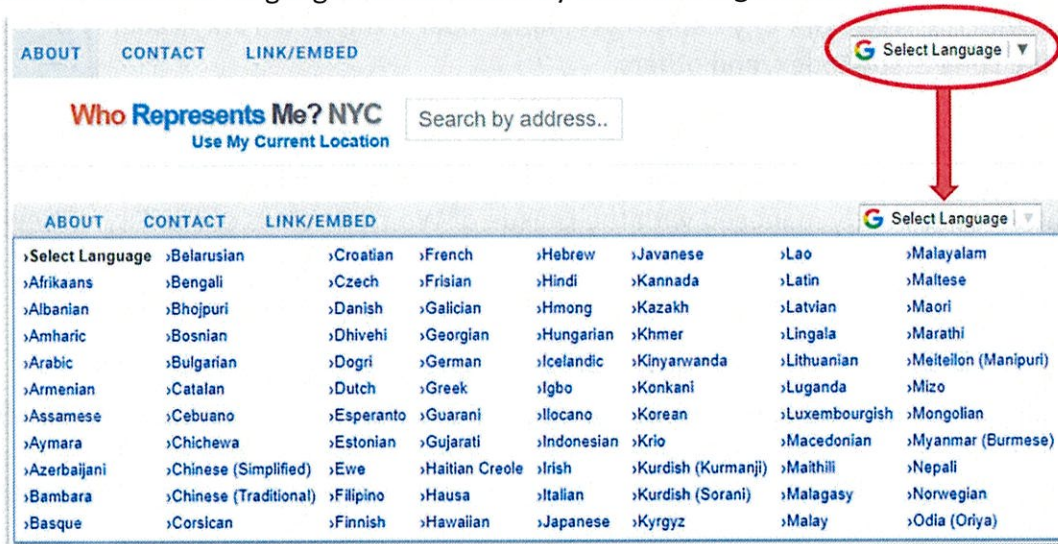 ABOUT CONTACT LINK/EMBED Select Language
Who Represents Me? NYC Search by address..
Use My Current Location
ABOUT CONTACT LINK/EMBED Select Language
›Select Language ›Belarusian ›Croatian ›French ›Hebrew ›Javanese ›Lao ›Malayalam
›Afrikaans ›Bengali ›Czech ›Frisian ›Hindi ›Kannada ›Latin ›Maltese
›Albanian ›Bhojpuri ›Danish ›Galician ›Hmong ›Kazakh ›Latvian ›Maori
›Amharic ›Bosnian ›Dhivehi ›Georgian ›Hungarian ›Khmer ›Lingala ›Marathi
›Arabic ›Bulgarian ›Dogri ›German ›Icelandic ›Kinyarwanda ›Lithuanian ›Meiteilon (Manipuri)
›Armenian ›Catalan ›Dutch ›Greek ›Igbo ›Konkani ›Luganda ›Mizo
›Assamese ›Cebuano ›Esperanto ›Guarani ›Ilocano ›Korean ›Luxembourgish ›Mongolian
›Aymara ›Chichewa ›Estonian ›Gujarati ›Indonesian ›Krio ›Macedonian ›Myanmar (Burmese)
›Azerbaijani ›Chinese (Simplified) ›Ewe ›Haitian Creole ›Irish ›Kurdish (Kurmanji) ›Maithili ›Nepali
›Bambara ›Chinese (Traditional) ›Filipino ›Hausa ›Italian ›Kurdish (Sorani) ›Malagasy ›Norwegian
›Basque ›Corsican ›Finnish ›Hawaiian ›Japanese ›Kyrgyz ›Malay ›Odia (Oriya)